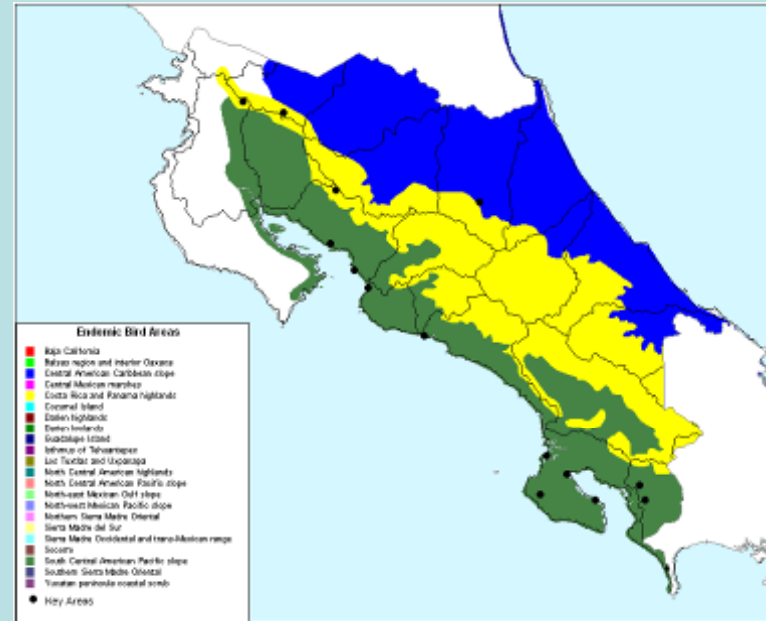 Endemic Bird Areas
Baja California
Balsas region and interior Oaxaca
Central American Caribbean slope
Central Mexican marshes
Costa Rica and Panama highlands
Cozumel Island
Darien highlands
Darien lowlands
Guadalupe Island
Isthmus of Tehuantepec
Los Tuxtlas and Uxpanapa
North Central American highlands
North Central American Pacific slope
North-east Mexican Gulf slope
North-west Mexican Pacific slope
Northern Sierra Madre Oriental
Sierra Madre del Sur
Sierra Madre Occidental and trans-Mexican range
Socorro
South Central American Pacific slope
Southern Sierra Madre Oriental
Yucatan peninsula coastal scrub
Key Areas